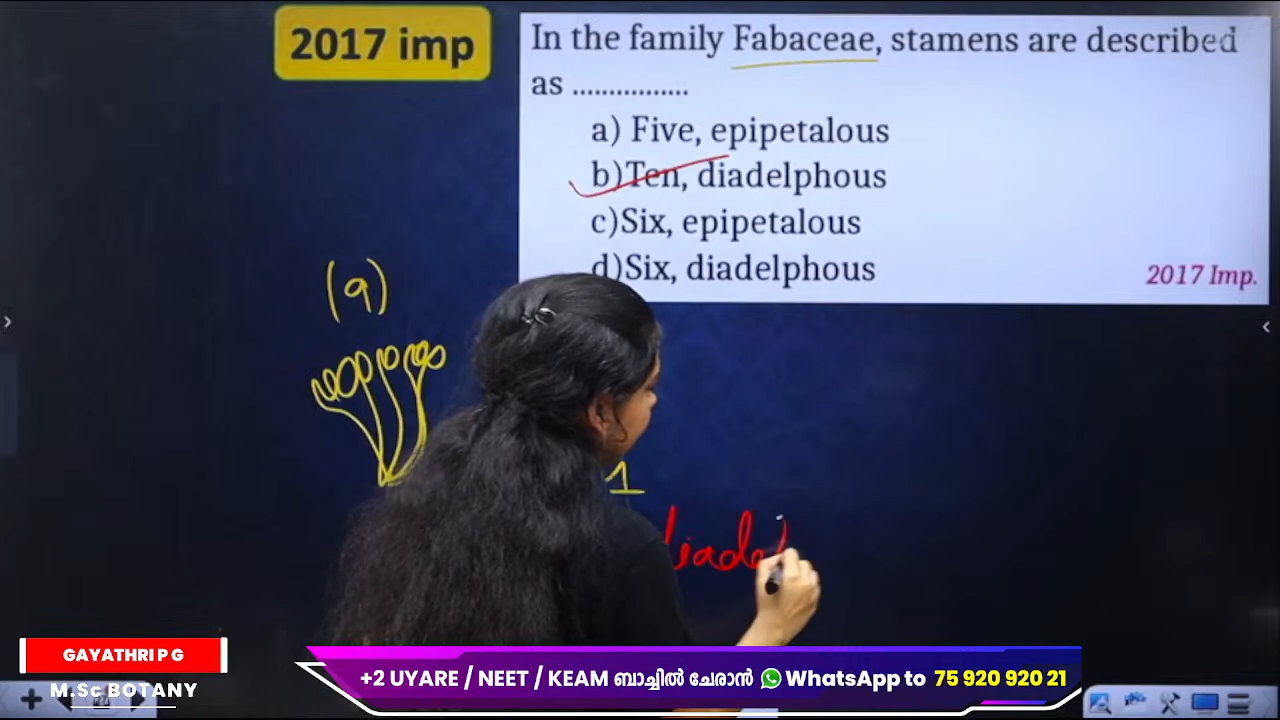 2017 imp
In the family Fabaceae, stamens are described
as ................
a) Five, epipetalous
b)Ten, diadelphous
c)Six, epipetalous
d)Six, diadelphous
2017 Imp.
(9)
1
diadel
GAYATHRI P G
M.Sc BOTANY
+2 UYARE / NEET / KEAM ബാച്ചിൽ ചേരാൻ WhatsApp to 75 920 920 21